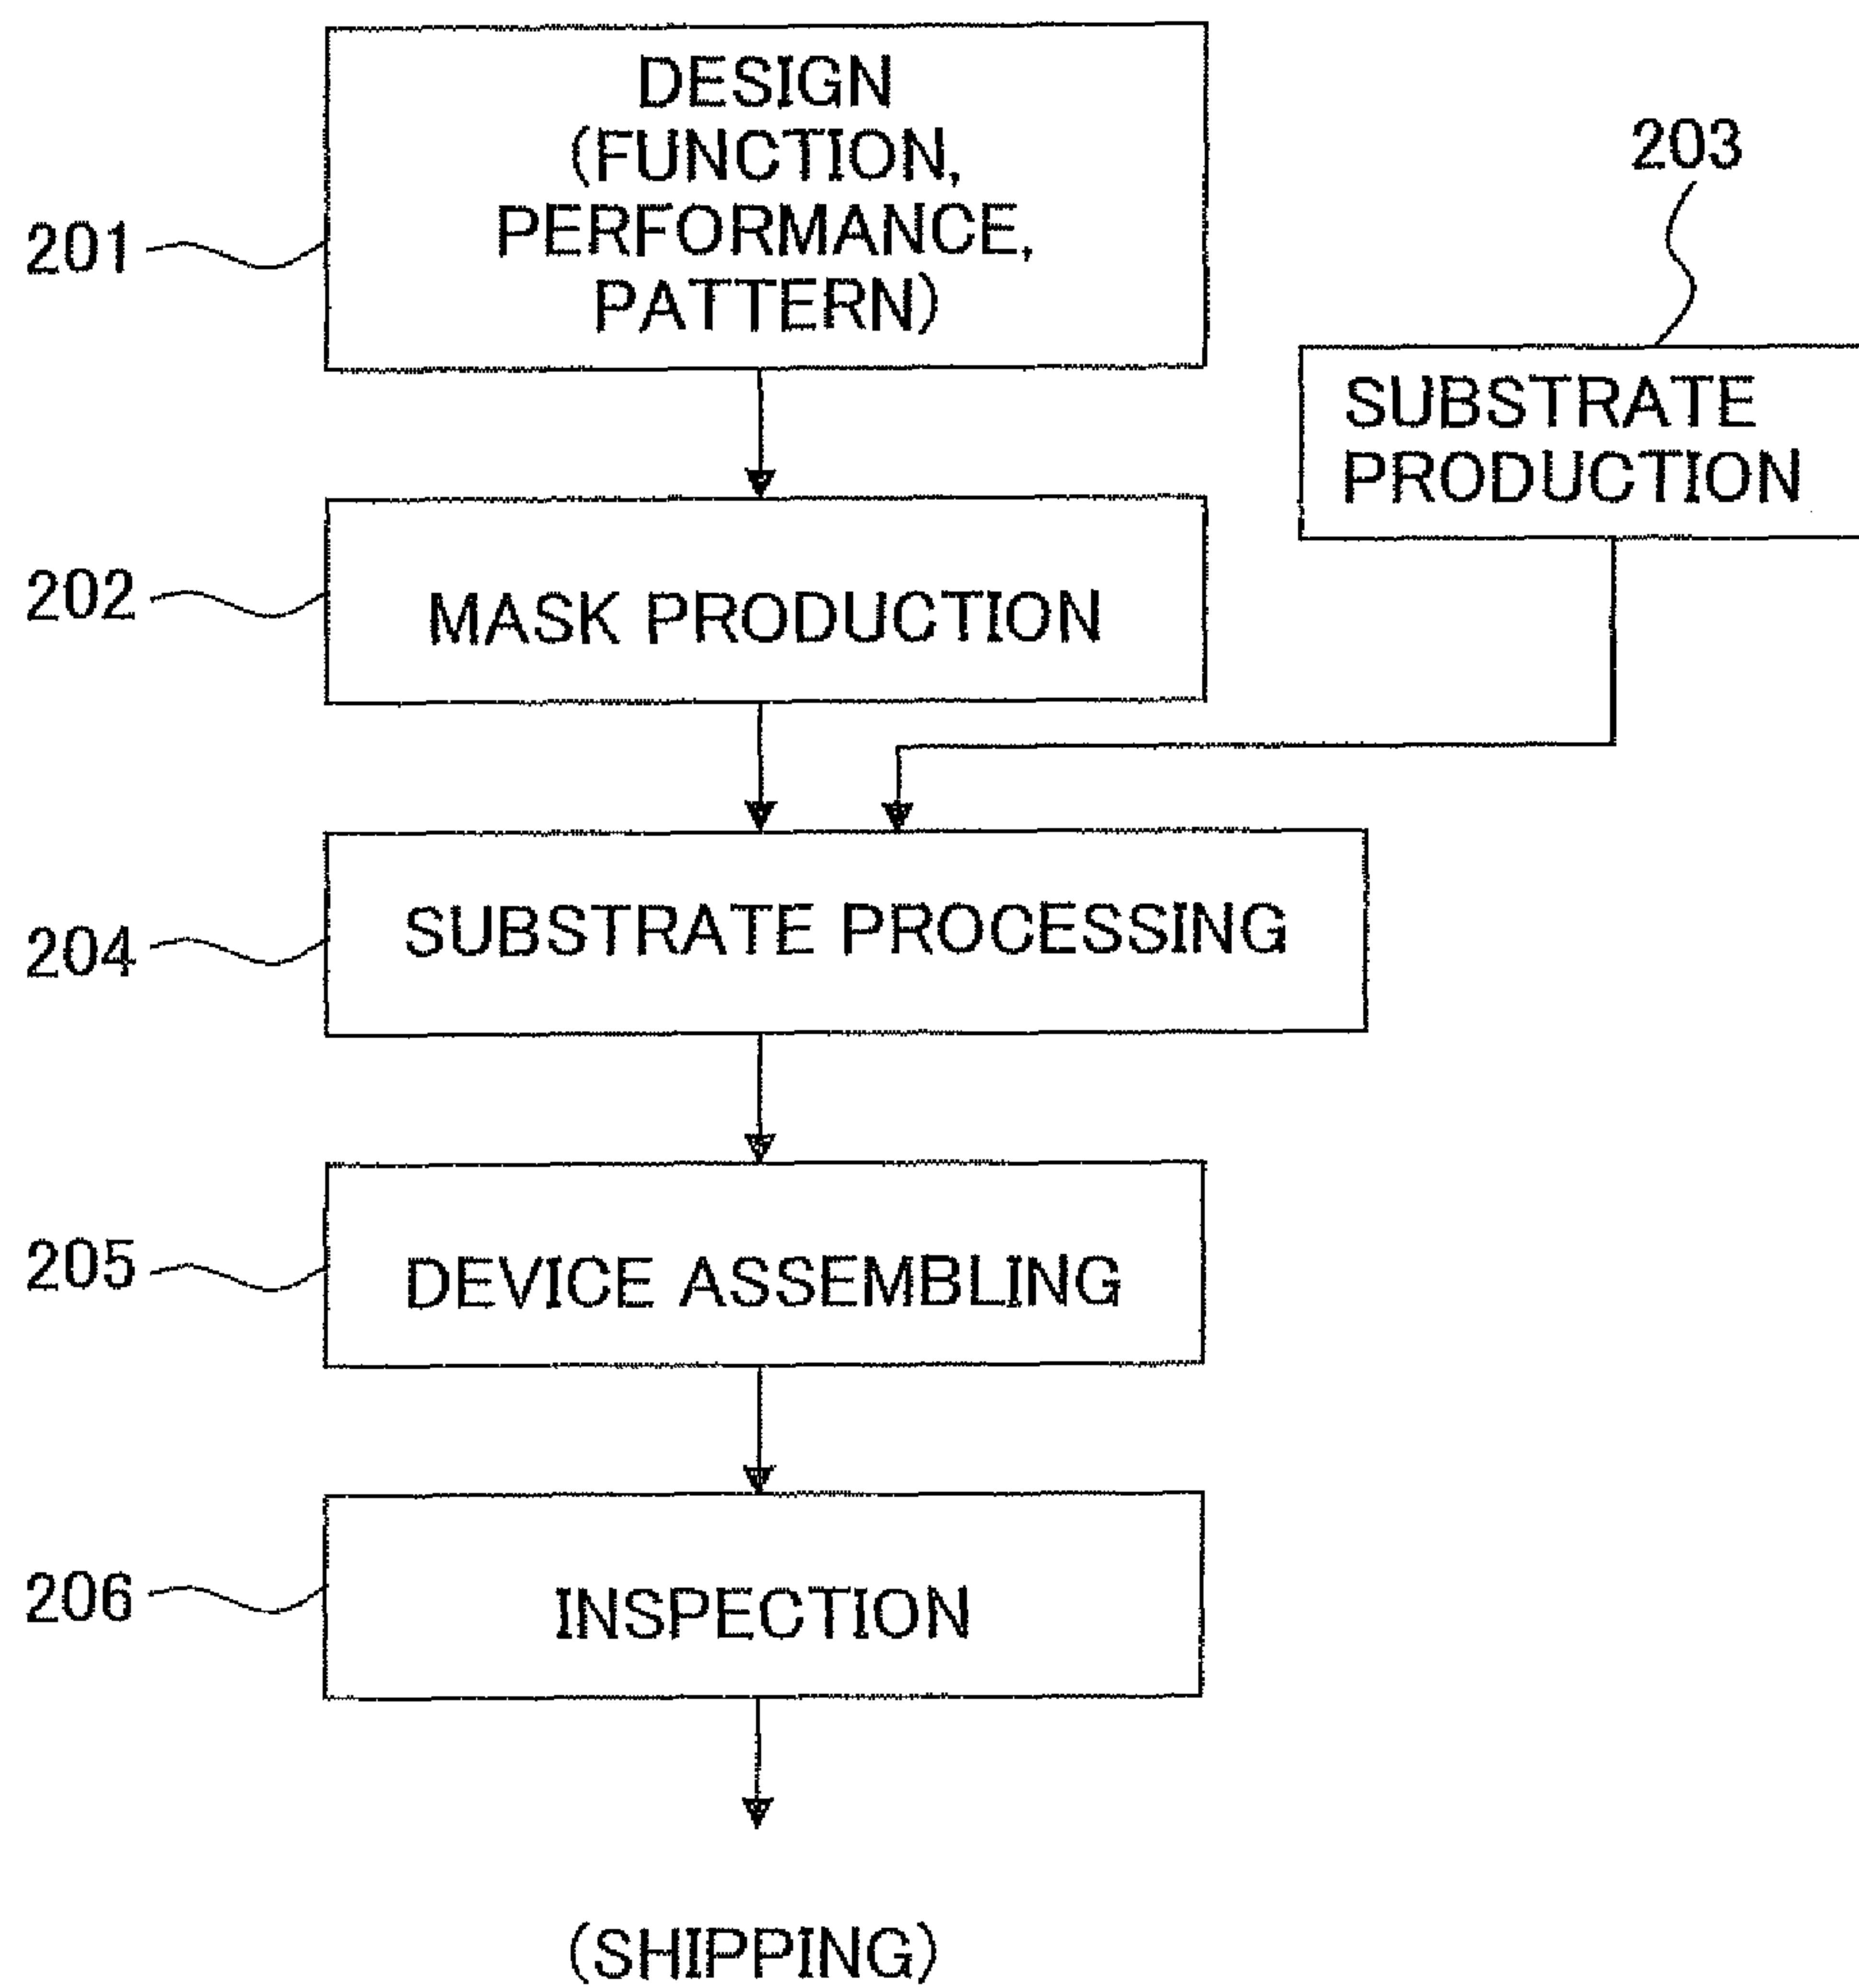 201
DESIGN
(FUNCTION,
PERFORMANCE,
PATTERN)
203
SUBSTRATE
PRODUCTION
202
MASK PRODUCTION
204
SUBSTRATE PROCESSING
205
DEVICE ASSEMBLING
206
INSPECTION
(SHIPPING)